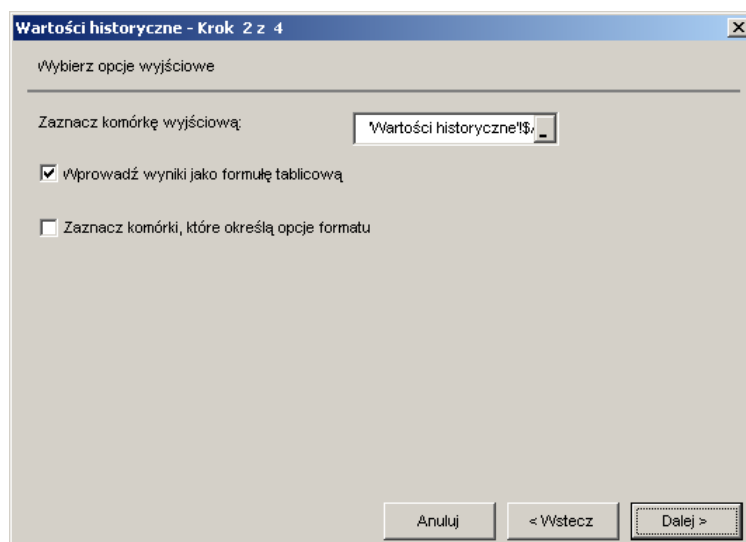 Wartości historyczne - Krok 2 z 4
Wybierz opcje wyjściowe
Zaznacz komórkę wyjściową:
'Wartości historyczne'!$
Wprowadź wyniki jako formułę tablicową
Zaznacz komórki, które określą opcje formatu
Anuluj
< Wstecz
Dalej >